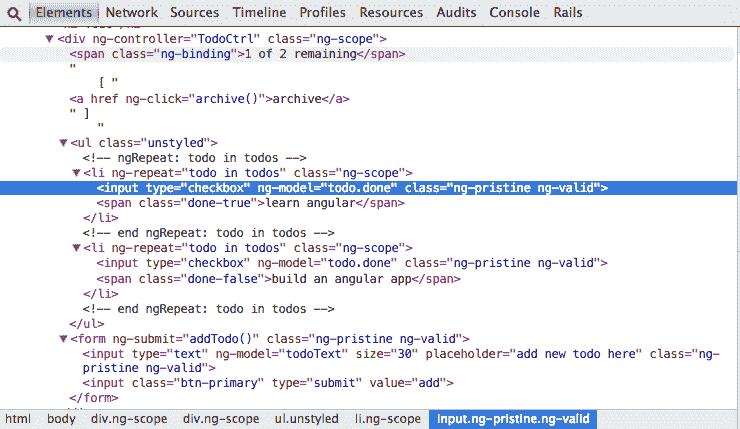 Elements Network Sources Timeline Profiles Resources Audits Console Rails
<div ng-controller="TodoCtrl" class="ng-scope">
<span class="ng-binding">1 of 2 remaining</span>
"
[ "
<a href ng-click="archive()">archive</a>
" ]
"
<ul class="unstyled">
<!-- ngRepeat: todo in todos -->
<li ng-repeat="todo in todos" class="ng-scope">
<input type="checkbox" ng-model="todo.done" class="ng-pristine ng-valid">
<span class="done-true">learn angular</span>
</li>
<!-- end ngRepeat: todo in todos -->
<li ng-repeat="todo in todos" class="ng-scope">
<input type="checkbox" ng-model="todo.done" class="ng-pristine ng-valid">
<span class="done-false">build an angular app</span>
</li>
<!-- end ngRepeat: todo in todos -->
</ul>
<form ng-submit="addTodo()" class="ng-pristine ng-valid">
<input type="text" ng-model="todoText" size="30" placeholder="add new todo here" class="ng-
pristine ng-valid">
<input class="btn-primary" type="submit" value="add">
</form>
html body div.ng-scope div.ng-scope ul.unstyled li.ng-scope input.ng-pristine.ng-valid